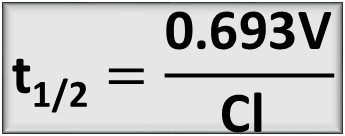 t1/2 = 0.693V / Cl